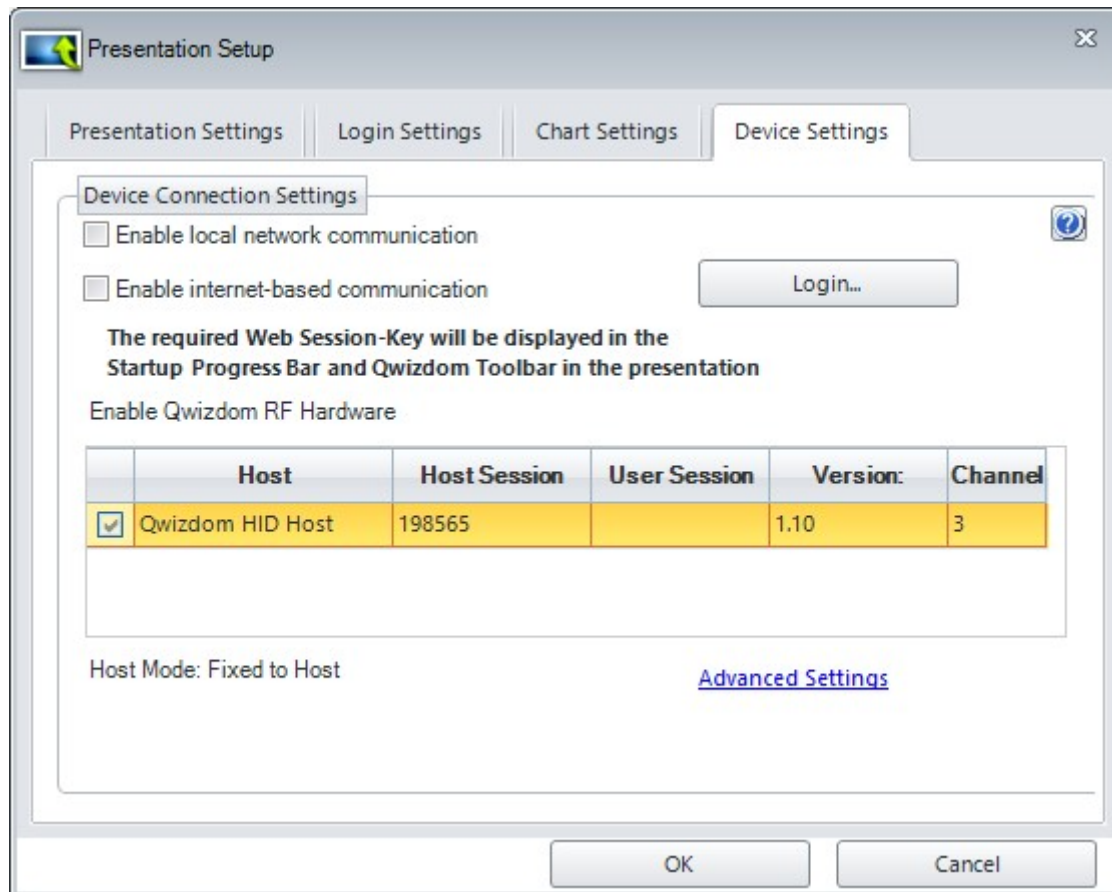 Presentation Setup
Presentation Settings Login Settings Chart Settings Device Settings
Device Connection Settings
Enable local network communication
Enable internet-based communication Login...
The required Web Session-Key will be displayed in the
Startup Progress Bar and Qwizdom Toolbar in the presentation
Enable Qwizdom RF Hardware
Host Host Session User Session Version: Channel
Qwizdom HID Host 198565 1.10 3
Host Mode: Fixed to Host Advanced Settings
OK Cancel